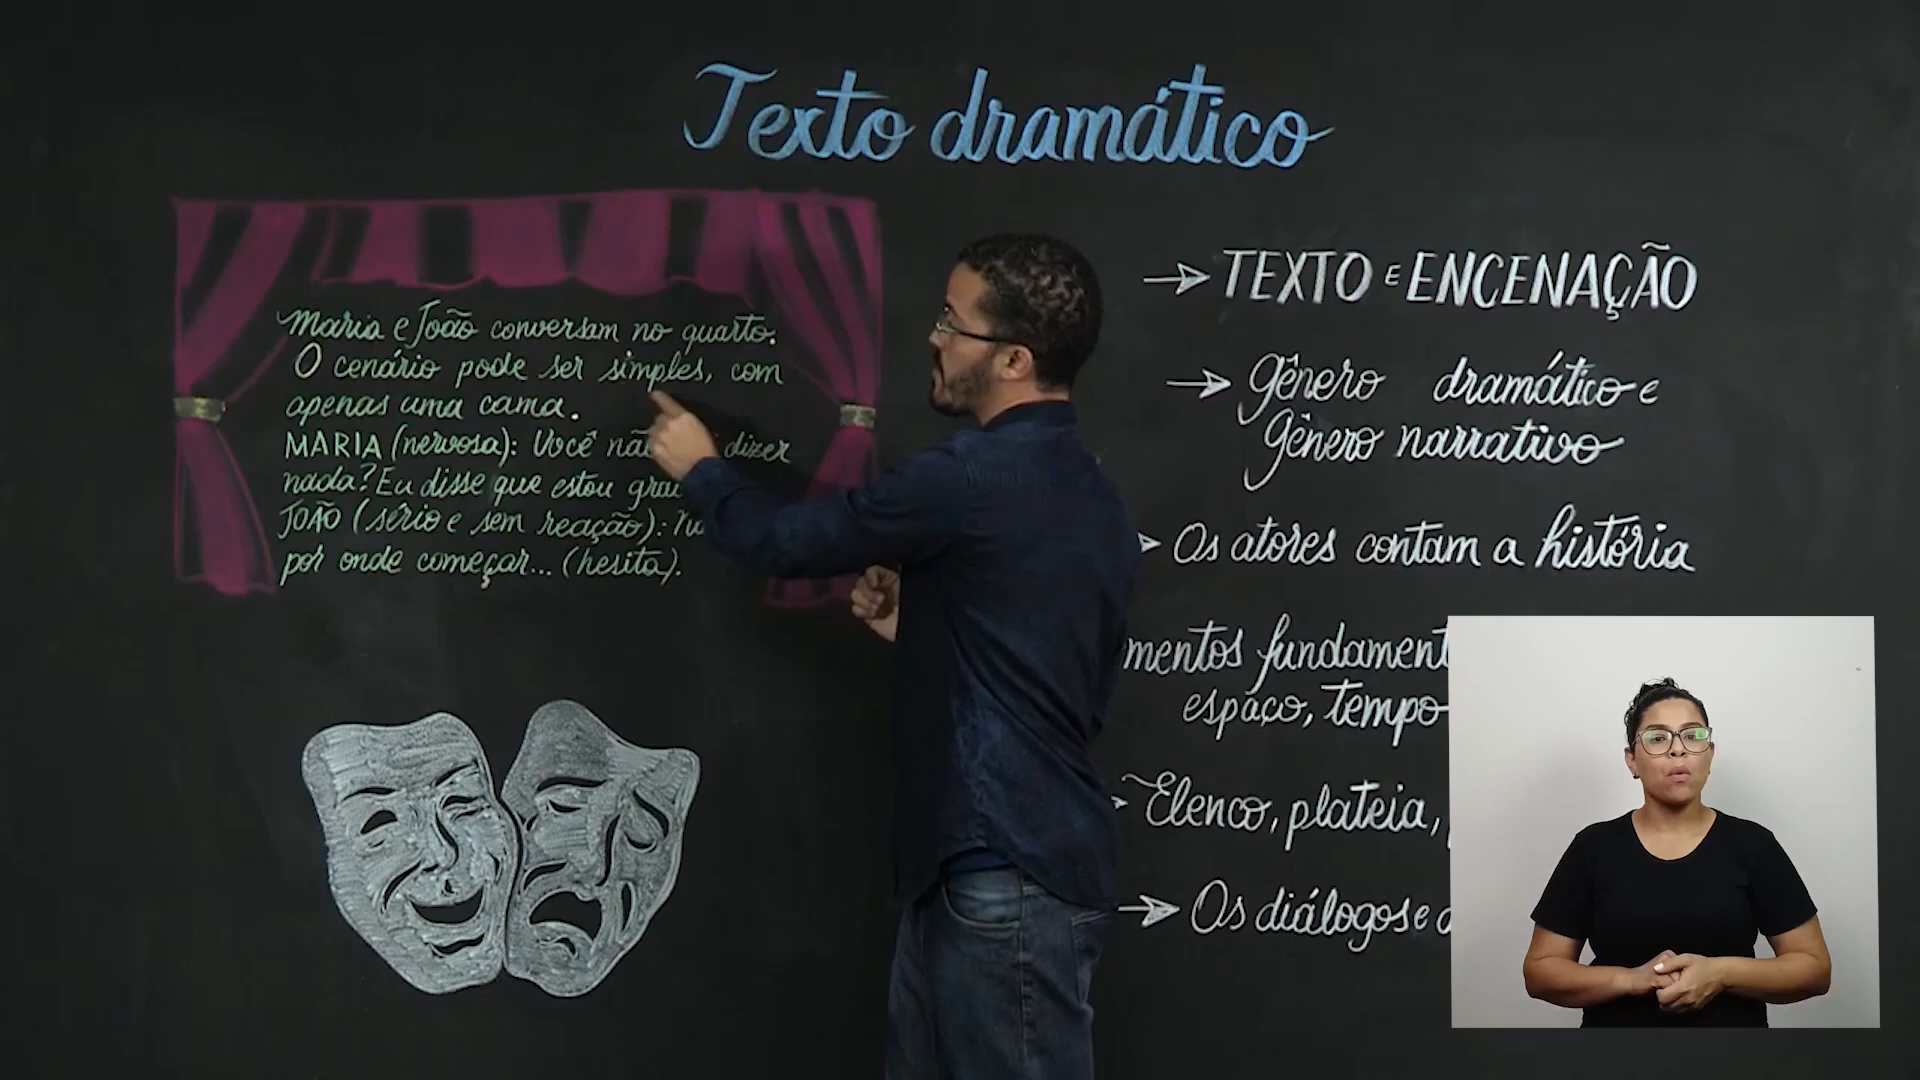 Texto dramático
Maria e João conversam no quarto.
O cenário pode ser simples, com
apenas uma cama.
MARIA (nervosa): Você dizer
nada? Eu disse que estou
JOÃO (sério e sem reação):
por onde começar... (hesita).
→ TEXTO E ENCENAÇÃO
→ Gênero dramático e
Gênero narrativo
Os atores contam a história
espaço, tempo
Elenco, plateia,
→ Os diálogos e